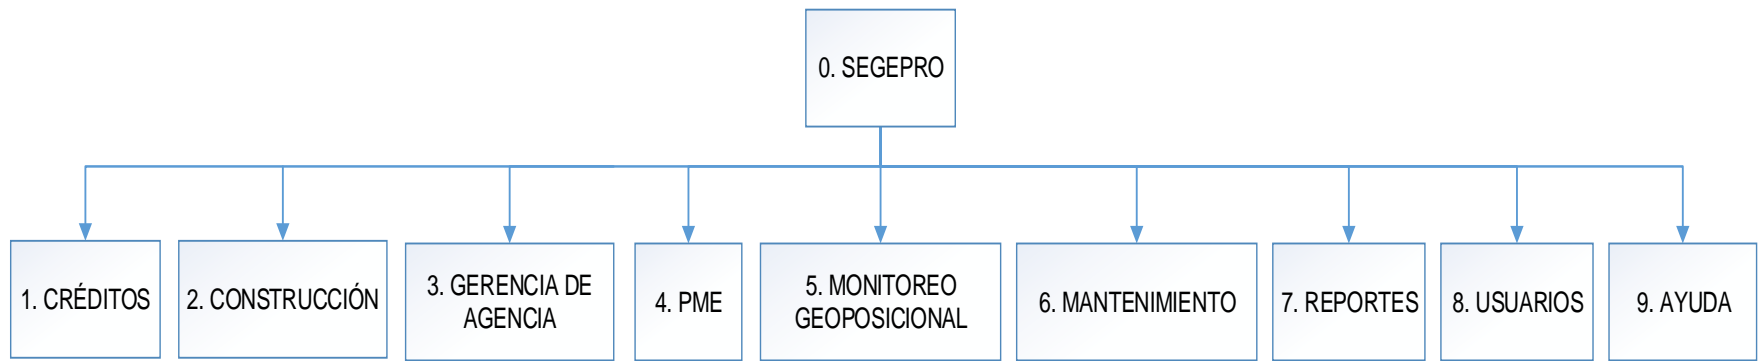 0. SEGEPRO
1. CRÉDITOS
2. CONSTRUCCIÓN
3. GERENCIA DE
AGENCIA
4. PME
5. MONITOREO
GEOPOSICIONAL
6. MANTENIMIENTO
7. REPORTES
8. USUARIOS
9. AYUDA